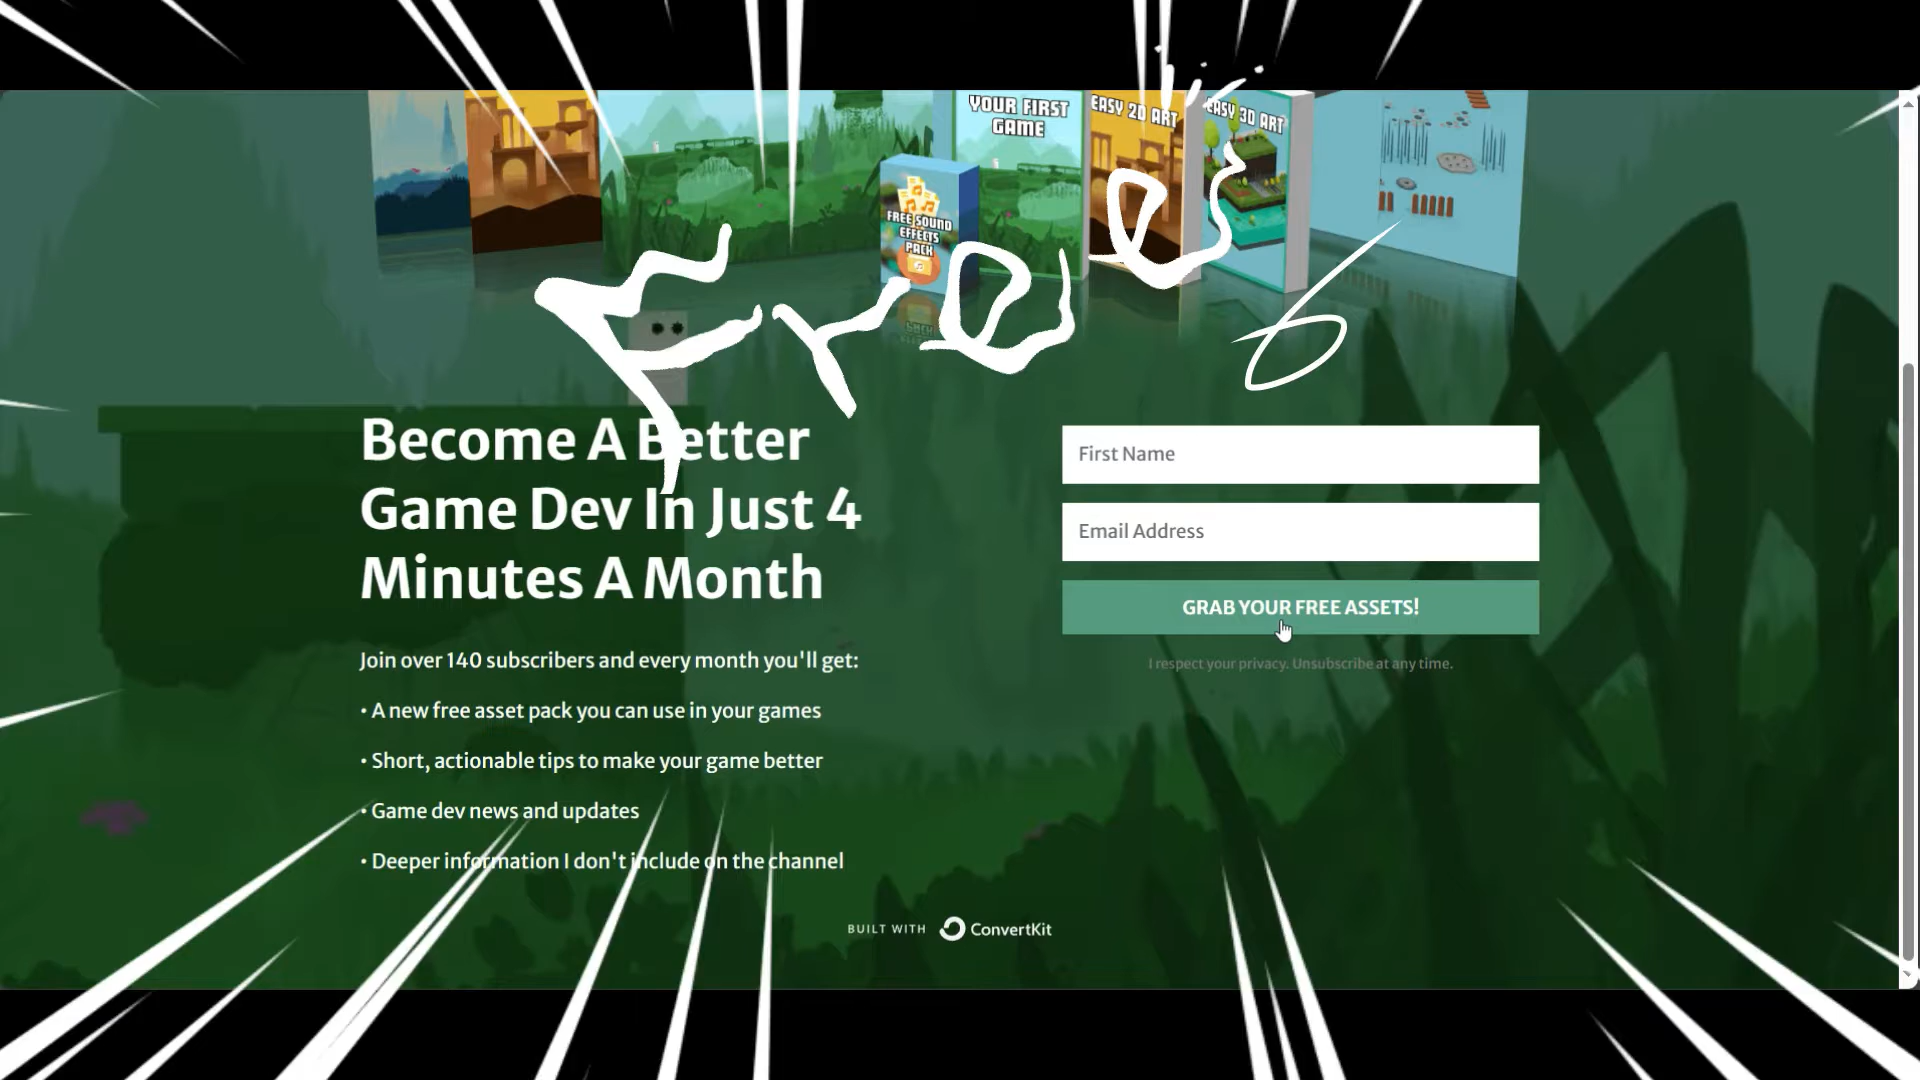 YOUR FIRST
GAME
EASY 2D ART
EASY 3D ART
FREE SOUND
EFFECTS
PACK
Free
Become A Better
Game Dev In Just 4
Minutes A Month
Join over 140 subscribers and every month you'll get:
• A new free asset pack you can use in your games
• Short, actionable tips to make your game better
• Game dev news and updates
• Deeper information I don't include on the channel
First Name
Email Address
GRAB YOUR FREE ASSETS!
I respect your privacy. Unsubscribe at any time.
BUILT WITH ConvertKit